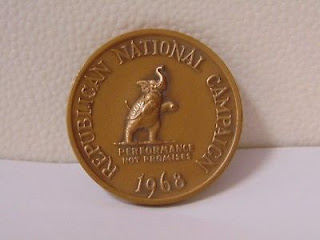 REPUBLICAN NATIONAL CAMPAIGN
PERFORMANCE
NOT PROMISES
1968